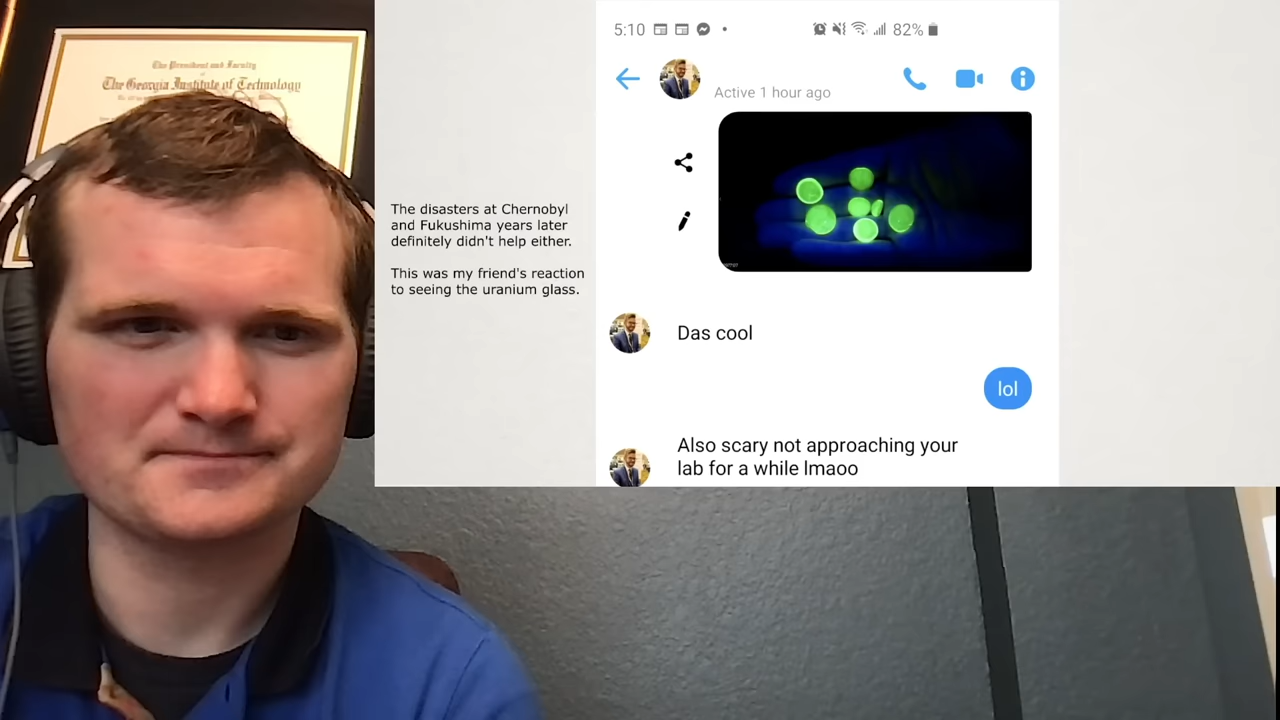 The President and Faculty
of
The Georgia Institute of Technology
The disasters at Chernobyl
and Fukushima years later
definitely didn't help either.
This was my friend's reaction
to seeing the uranium glass.
5:10
82%
Active 1 hour ago
Das cool
lol
Also scary not approaching your
lab for a while lmaoo